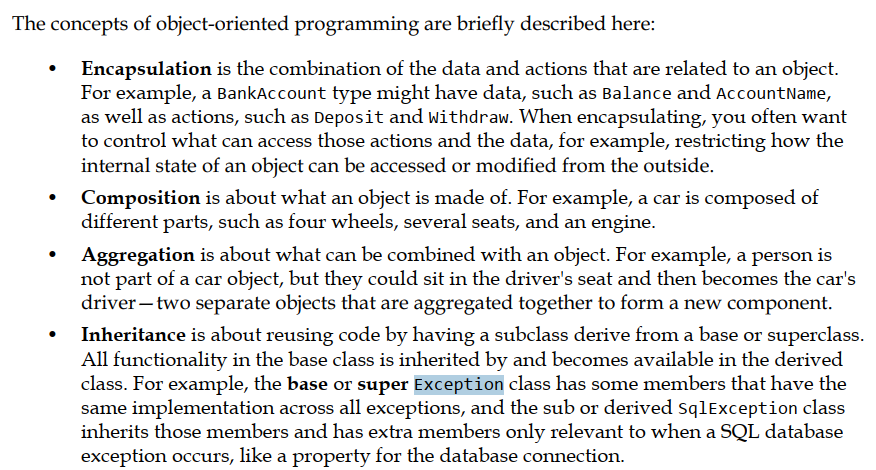 The concepts of object-oriented programming are briefly described here:
• Encapsulation is the combination of the data and actions that are related to an object.
For example, a BankAccount type might have data, such as Balance and AccountName,
as well as actions, such as Deposit and Withdraw. When encapsulating, you often want
to control what can access those actions and the data, for example, restricting how the
internal state of an object can be accessed or modified from the outside.
• Composition is about what an object is made of. For example, a car is composed of
different parts, such as four wheels, several seats, and an engine.
• Aggregation is about what can be combined with an object. For example, a person is
not part of a car object, but they could sit in the driver's seat and then becomes the car's
driver—two separate objects that are aggregated together to form a new component.
• Inheritance is about reusing code by having a subclass derive from a base or superclass.
All functionality in the base class is inherited by and becomes available in the derived
class. For example, the base or super Exception class has some members that have the
same implementation across all exceptions, and the sub or derived SqlException class
inherits those members and has extra members only relevant to when a SQL database
exception occurs, like a property for the database connection.